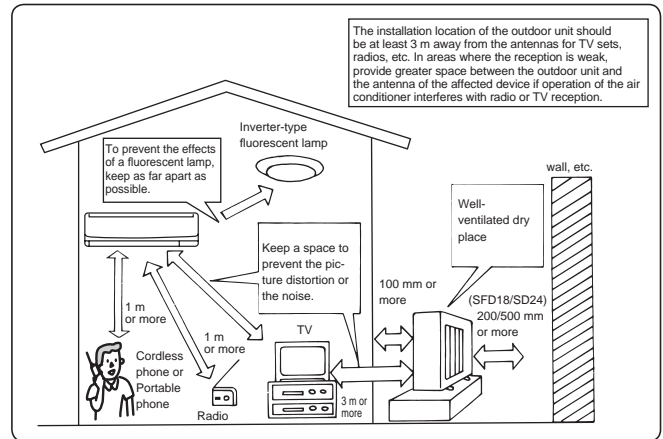 The installation location of the outdoor unit should
be at least 3 m away from the antennas for TV sets,
radios, etc. In areas where the reception is weak,
provide greater space between the outdoor unit and
the antenna of the affected device if operation of the air
conditioner interferes with radio or TV reception.
Inverter-type
fluorescent lamp
To prevent the effects
of a fluorescent lamp,
keep as far apart as
possible.
wall, etc.
Well-
ventilated dry
place
Keep a space to
prevent the pic-
ture distortion or
the noise.
100 mm or
more
(SFD18/SD24)
200/500 mm
or more
1 m
or more
1 m
or more
TV
Cordless
phone or
Portable
phone
Radio
3 m or
more